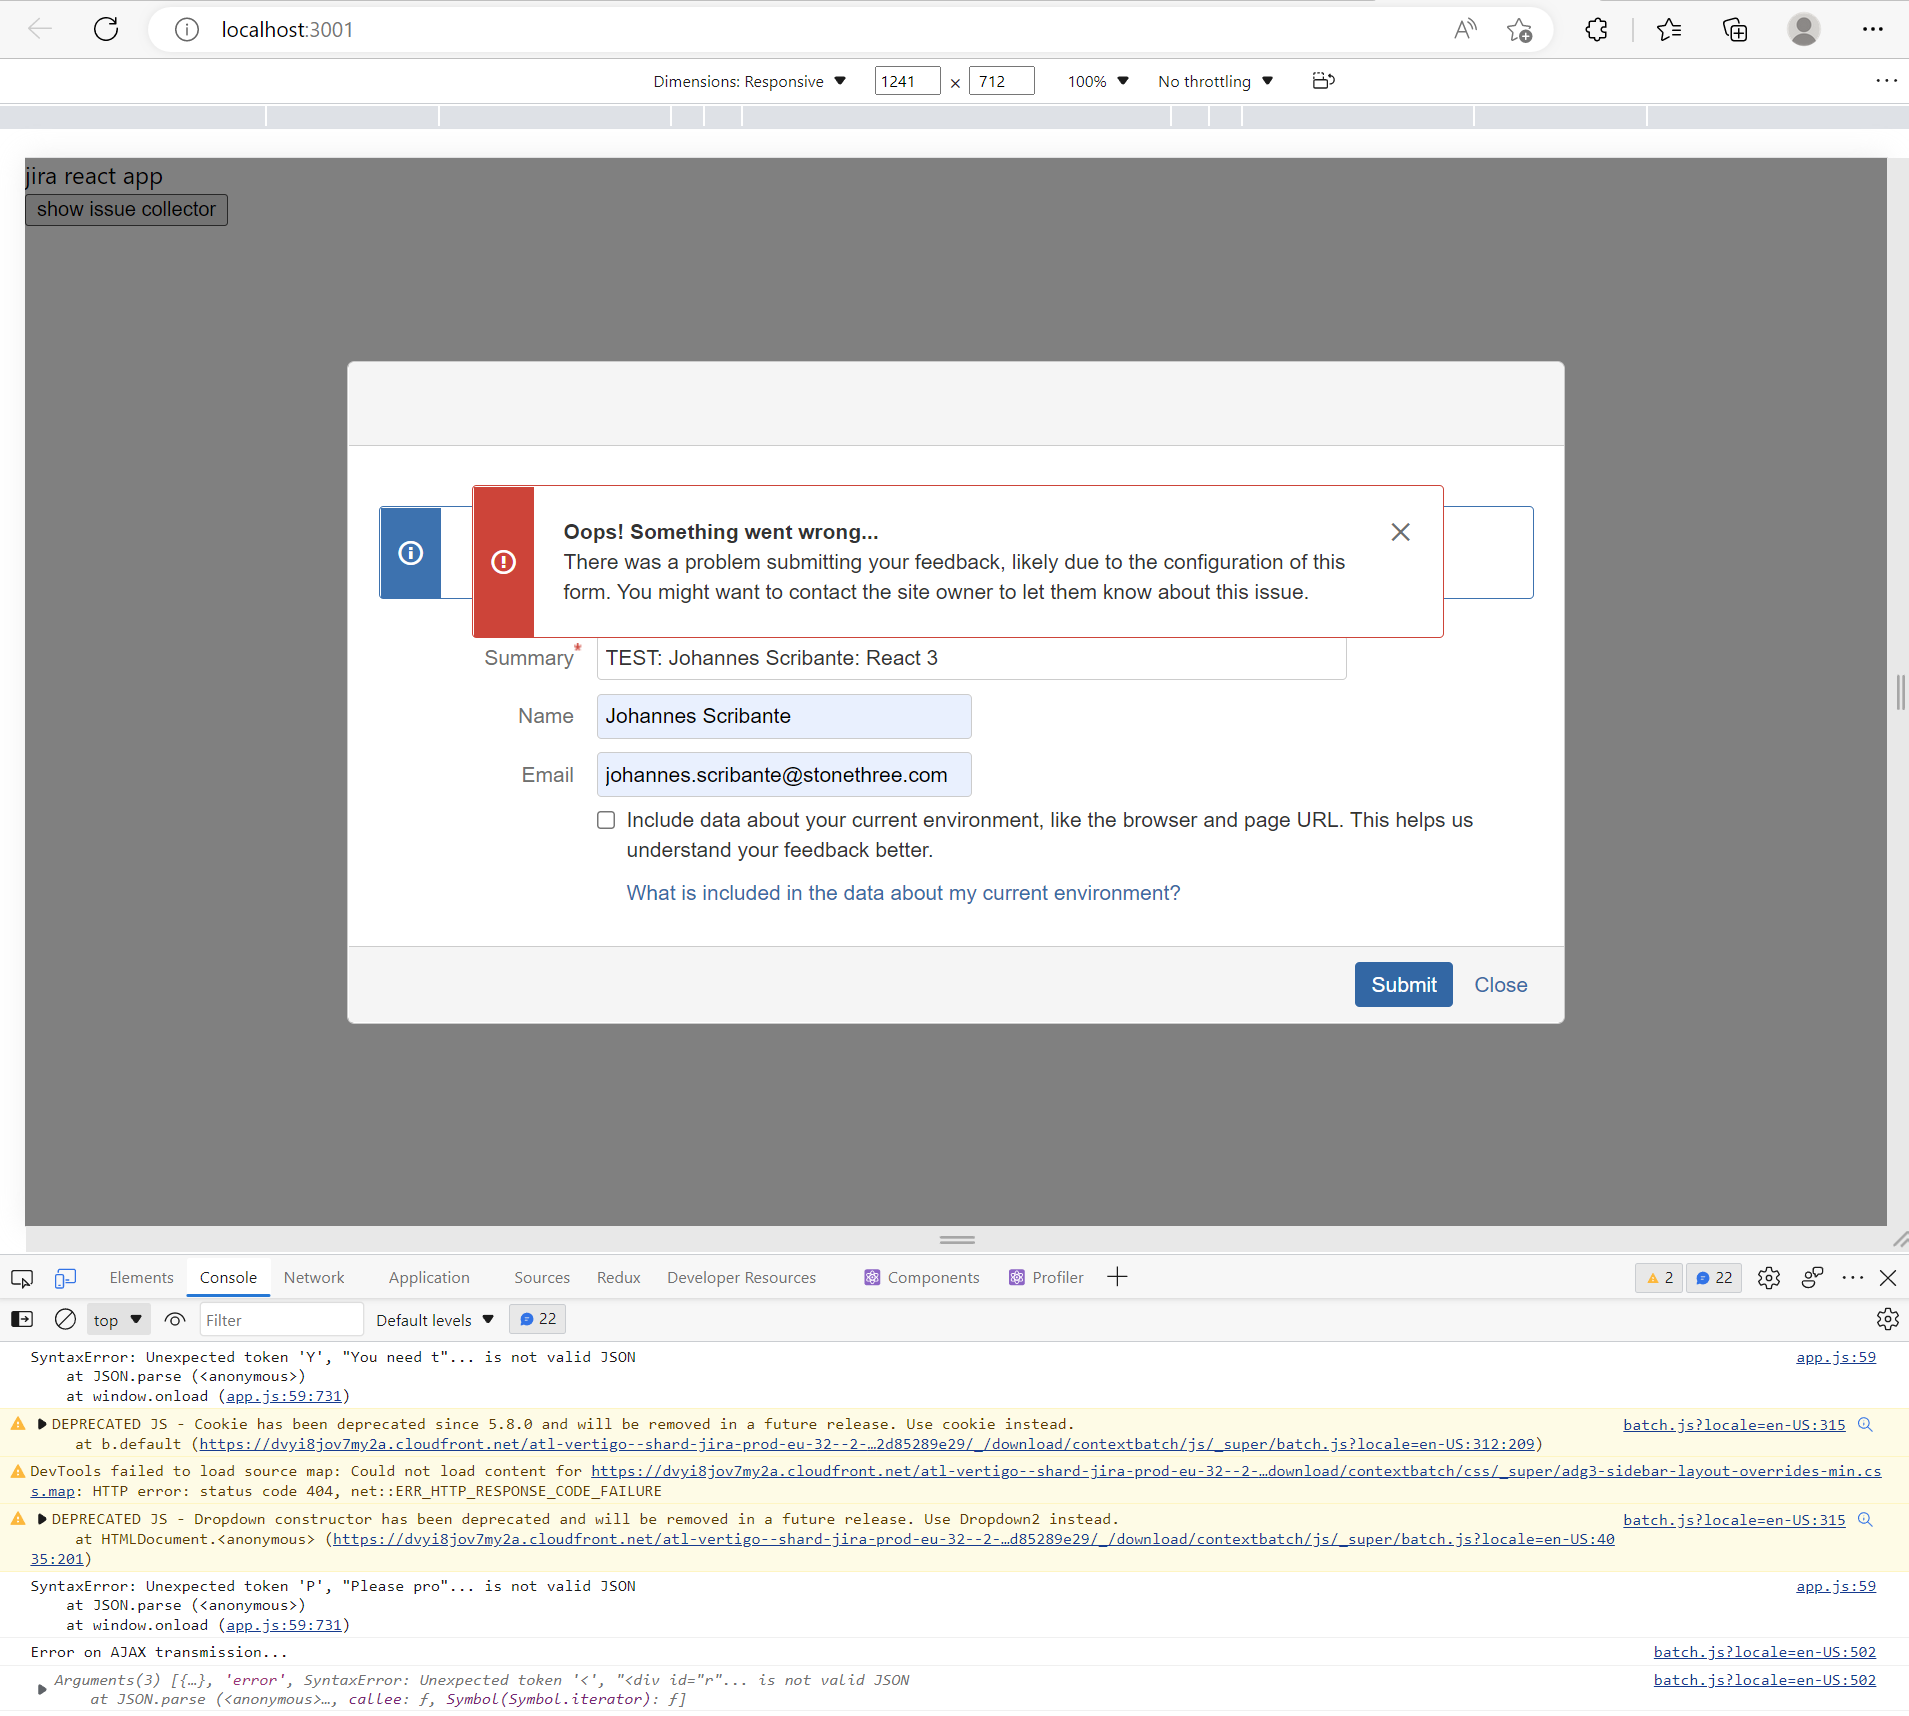 localhost:3001
Dimensions: Responsive 1241 × 712 100% No throttling
jira react app
show issue collector
Oops! Something went wrong...
There was a problem submitting your feedback, likely due to the configuration of this
form. You might want to contact the site owner to let them know about this issue.
Summary* TEST: Johannes Scribante: React 3
Name Johannes Scribante
Email johannes.scribante@stonethree.com
Include data about your current environment, like the browser and page URL. This helps us
understand your feedback better.
What is included in the data about my current environment?
Submit Close
Elements Console Network Application Sources Redux Developer Resources Components Profiler 2 22
top Filter Default levels 22
SyntaxError: Unexpected token 'Y', "You need t"... is not valid JSON app.js:59
at JSON.parse (<anonymous>)
at window.onload (app.js:59:731)
DEPRECATED JS - Cookie has been deprecated since 5.8.0 and will be removed in a future release. Use cookie instead. batch.js?locale=en-US:315
at b.default (https://dvyi8jov7my2a.cloudfront.net/atl-vertigo--shard-jira-prod-eu-32--2-…2d85289e29/_/download/contextbatch/js/_super/batch.js?locale=en-US:312:209)
DevTools failed to load source map: Could not load content for https://dvyi8jov7my2a.cloudfront.net/atl-vertigo--shard-jira-prod-eu-32--2-…download/contextbatch/css/_super/adg3-sidebar-layout-overrides-min.cs
s.map: HTTP error: status code 404, net::ERR_HTTP_RESPONSE_CODE_FAILURE
DEPRECATED JS - Dropdown constructor has been deprecated and will be removed in a future release. Use Dropdown2 instead. batch.js?locale=en-US:315
at HTMLDocument.<anonymous> (https://dvyi8jov7my2a.cloudfront.net/atl-vertigo--shard-jira-prod-eu-32--2-…d85289e29/_/download/contextbatch/js/_super/batch.js?locale=en-US:40
35:201)
SyntaxError: Unexpected token 'P', "Please pro"... is not valid JSON app.js:59
at JSON.parse (<anonymous>)
at window.onload (app.js:59:731)
Error on AJAX transmission... batch.js?locale=en-US:502
Arguments(3) [{…}, 'error', SyntaxError: Unexpected token '<', "<div id="r"... is not valid JSON batch.js?locale=en-US:502
at JSON.parse (<anonymous>…, callee: ƒ, Symbol(Symbol.iterator): ƒ]